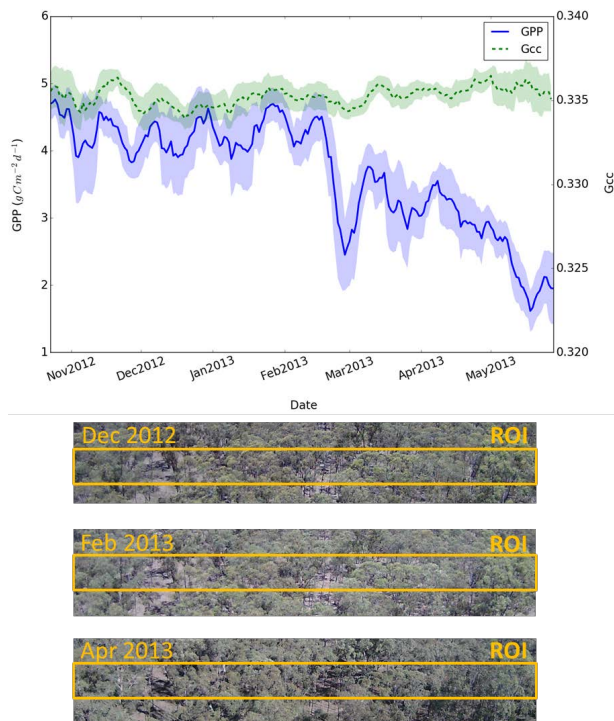 6
5
4
3
2
1
GPP (g C m⁻² d⁻¹)
GPP
Gcc
0.340
0.335
0.330
0.325
0.320
Gcc
Nov2012 Dec2012 Jan2013 Feb2013 Mar2013 Apr2013 May2013
Date
Dec 2012 ROI
Feb 2013 ROI
Apr 2013 ROI